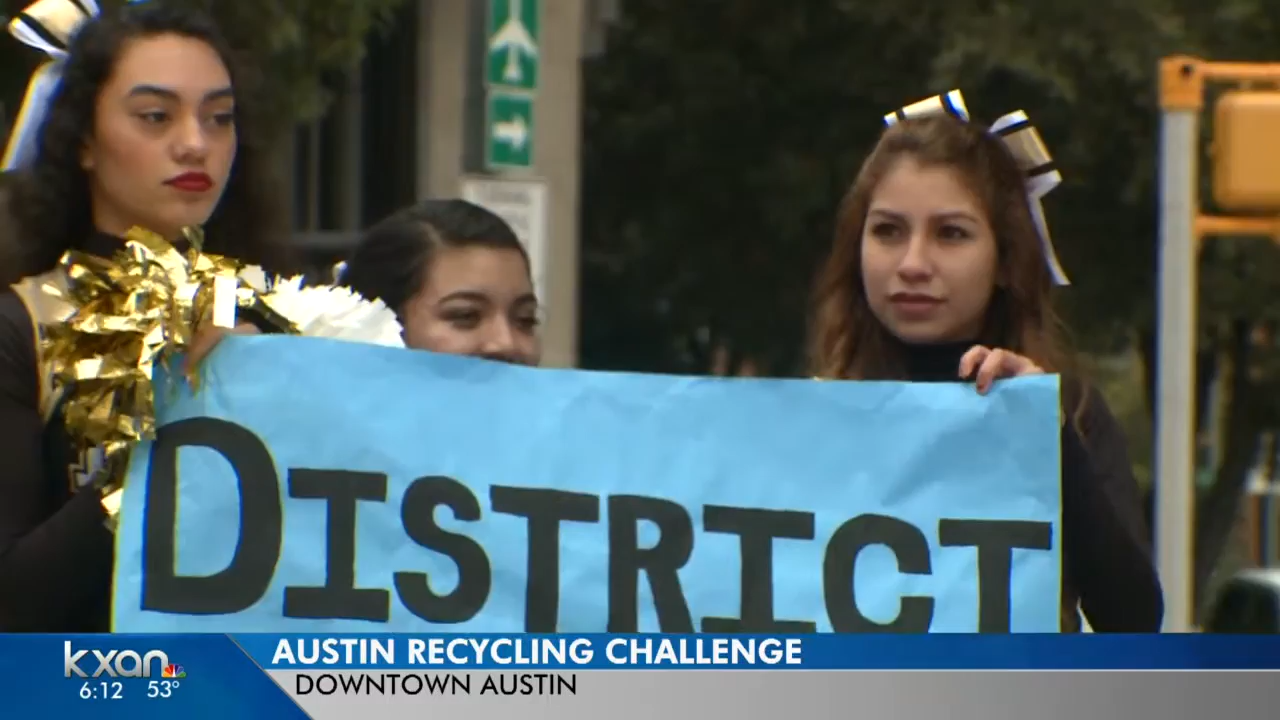 DISTRICT
AUSTIN RECYCLING CHALLENGE
kxan
DOWNTOWN AUSTIN
6:12 53°